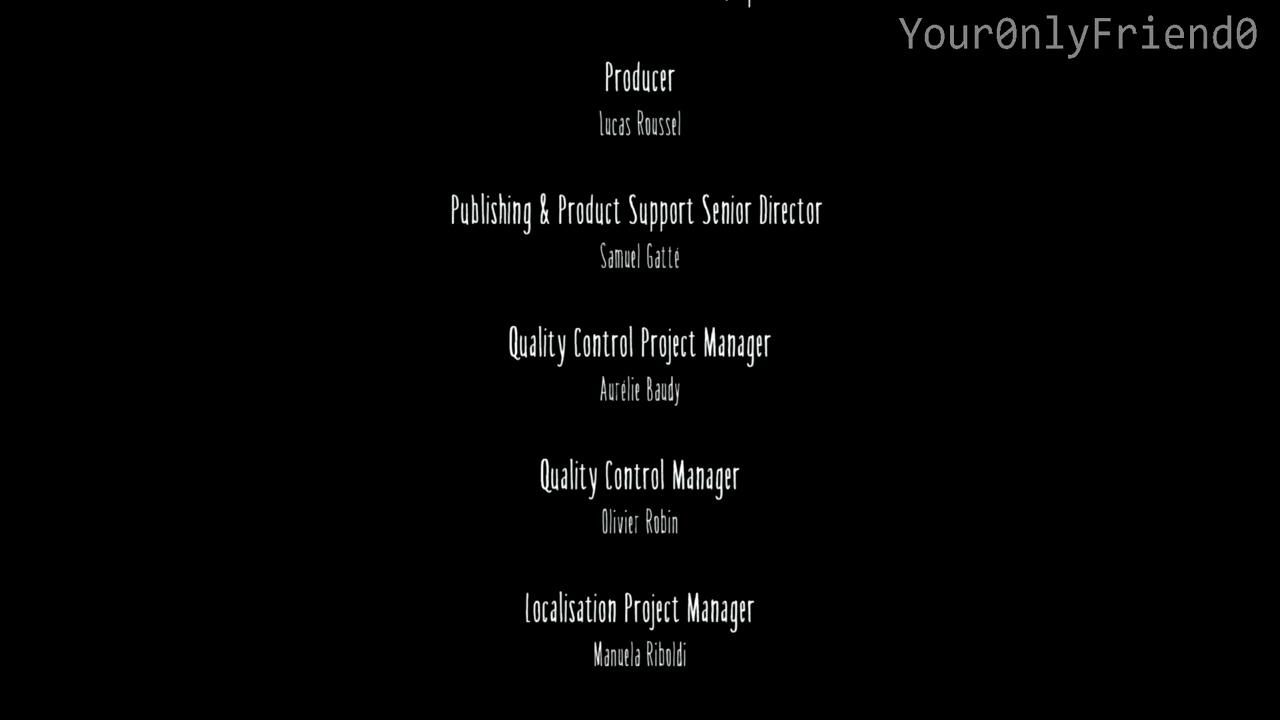 Your0nlyFriend0
Producer
Lucas Roussel
Publishing & Product Support Senior Director
Samuel Gatté
Quality Control Project Manager
Aurélie Baudy
Quality Control Manager
Olivier Robin
Localisation Project Manager
Manuela Riboldi